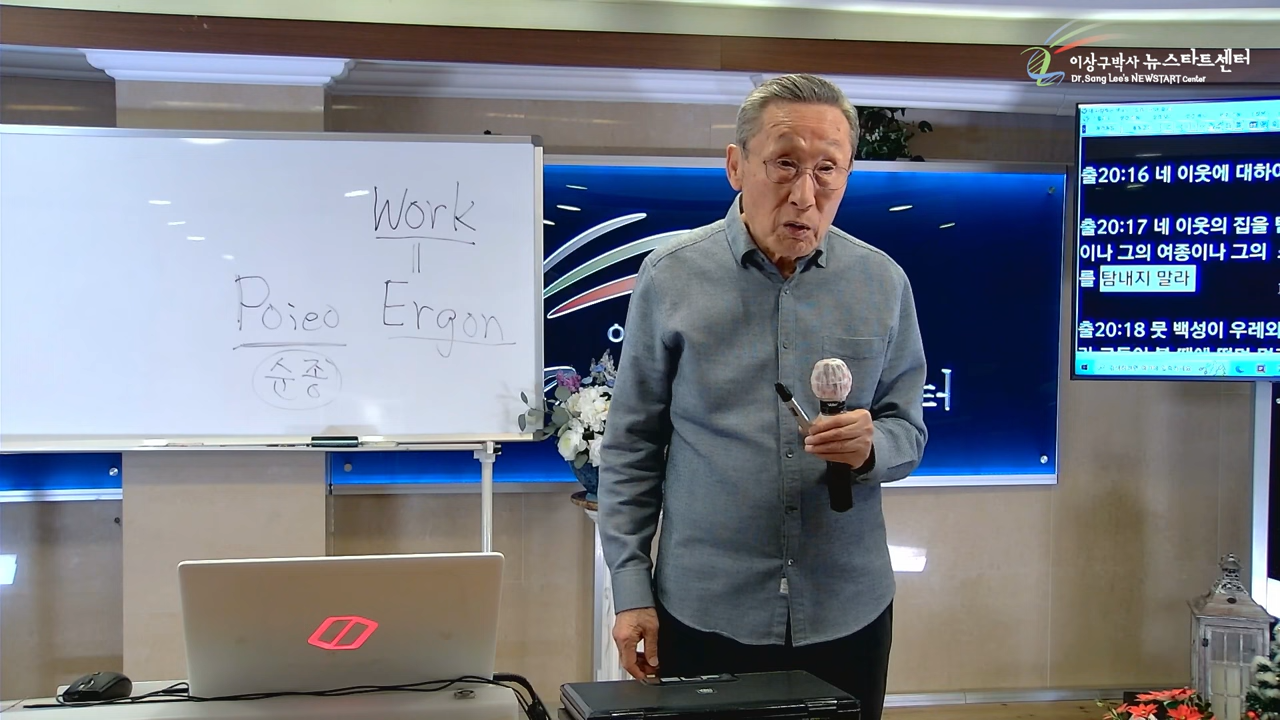 이상구박사 뉴스타트센터
Dr. Sang Lee's NEWSTART Center
Work
=
Poieo Ergon
순종
출20:16 네 이웃에 대하여
출20:17 네 이웃의 집을
이나 그의 여종이나 그의
를 탐내지 말라
출20:18 뭇 백성이 우레와
터